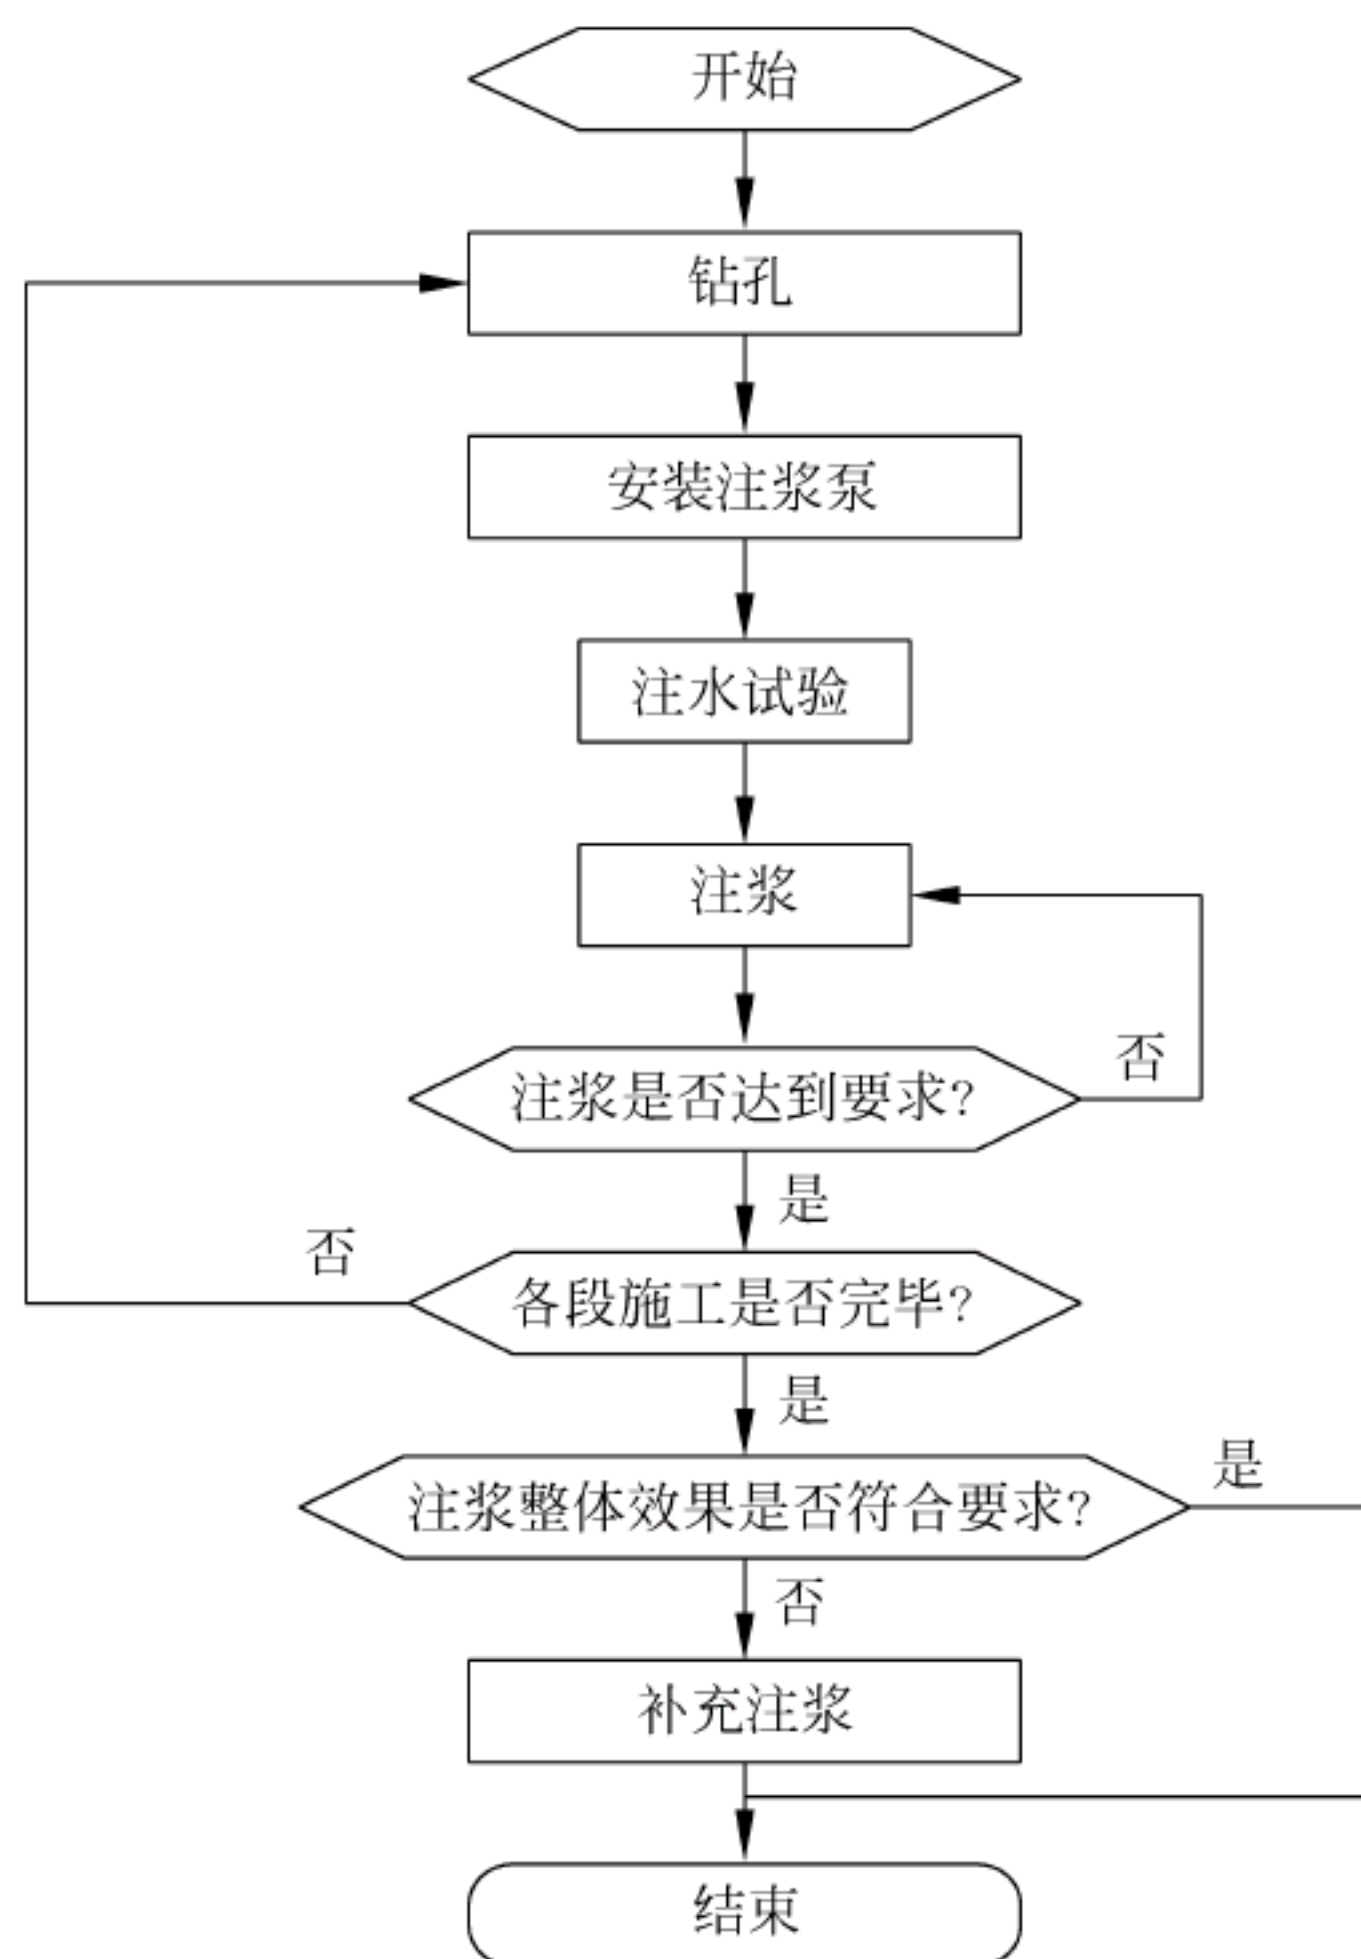 开始
钻孔
安装注浆泵
注水试验
注浆
否
注浆是否达到要求?
是
否
各段施工是否完毕?
是
是
注浆整体效果是否符合要求?
否
补充注浆
结束